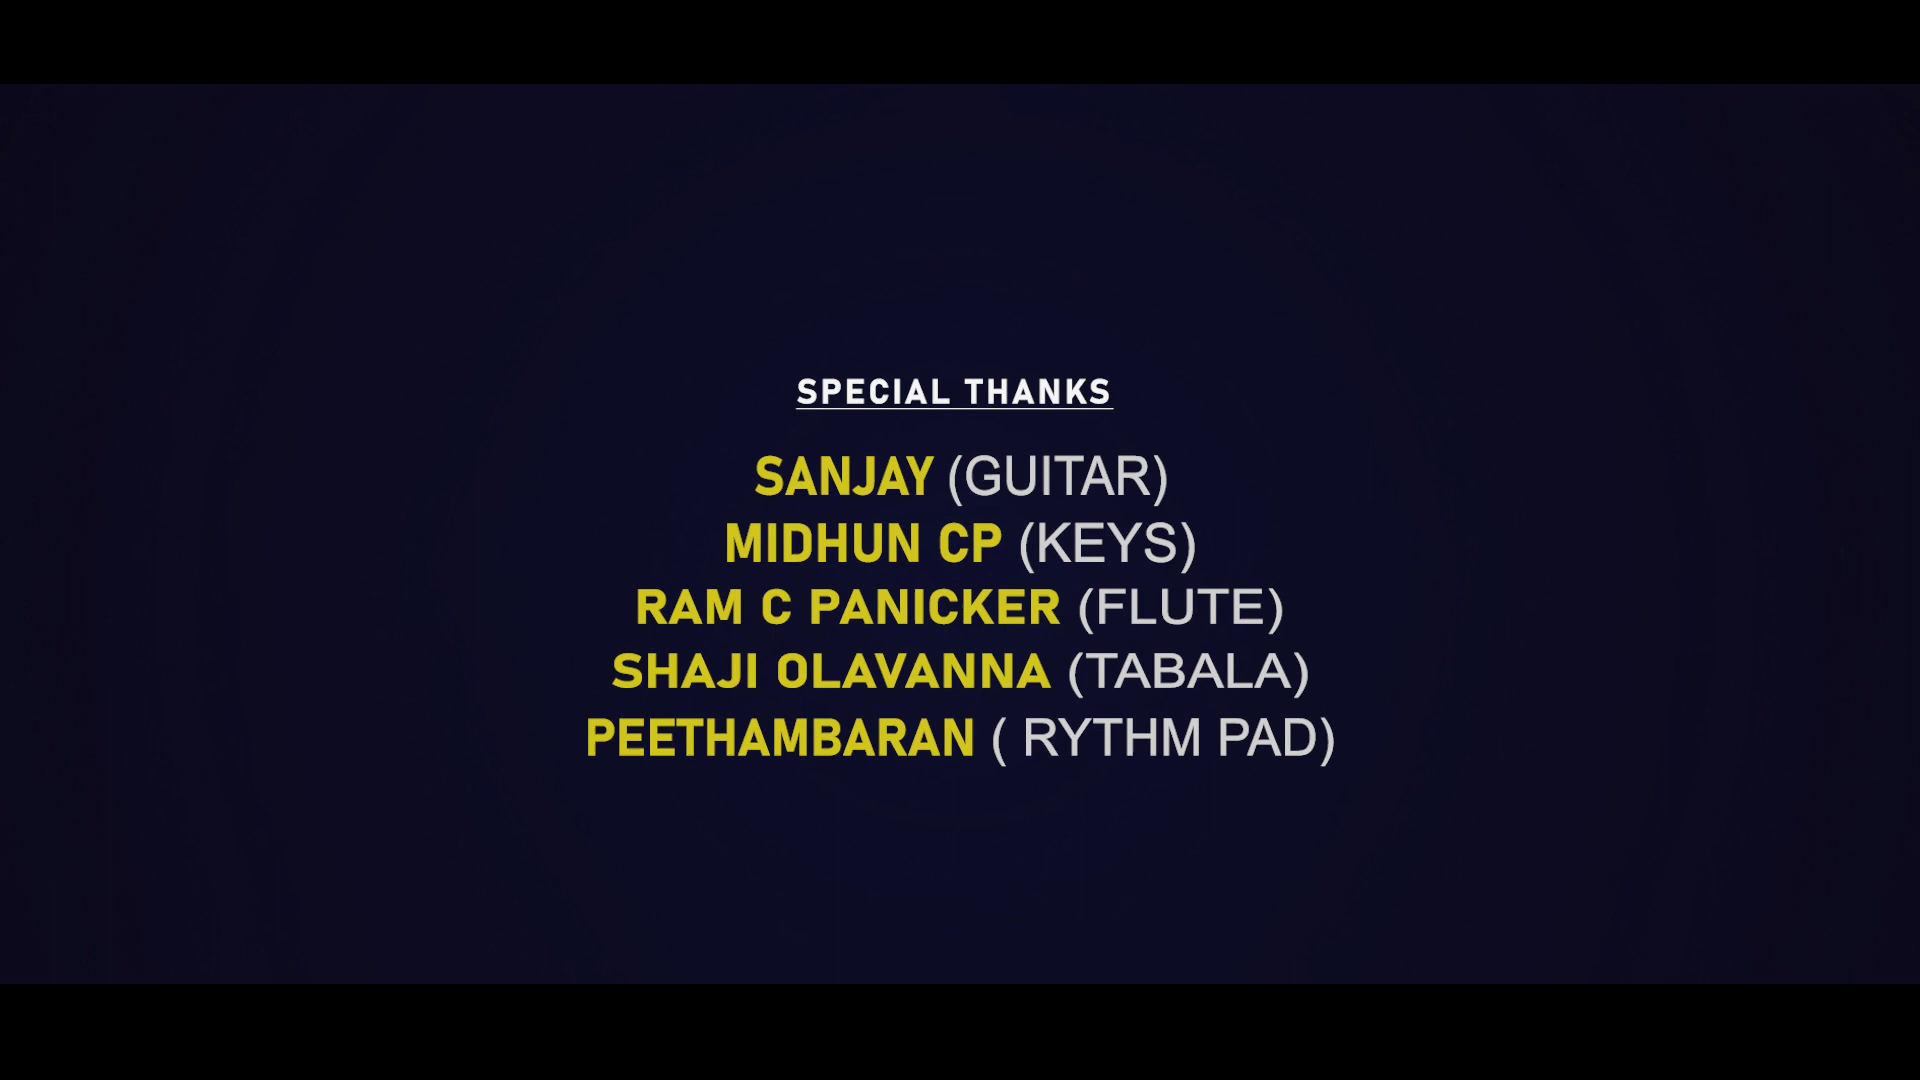 SPECIAL THANKS
SANJAY (GUITAR)
MIDHUN CP (KEYS)
RAM C PANICKER (FLUTE)
SHAJI OLAVANNA (TABALA)
PEETHAMBARAN ( RYTHM PAD)